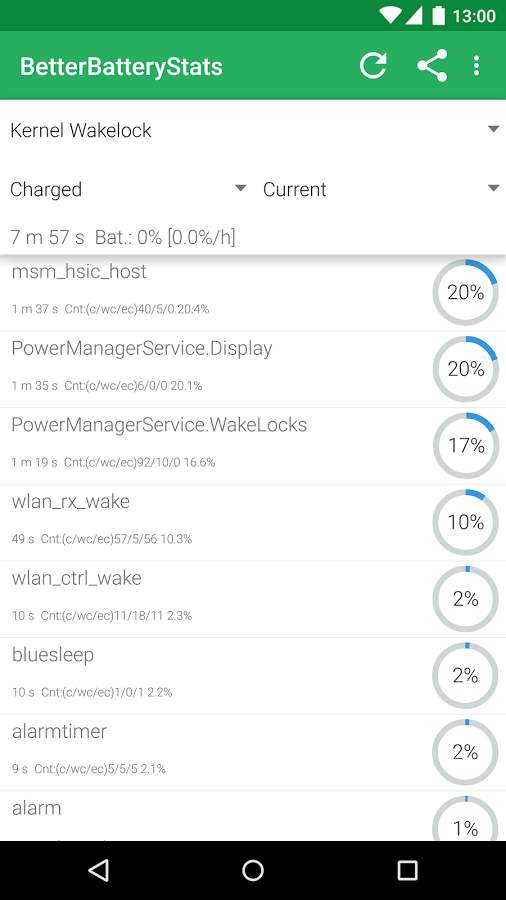 13:00
BetterBatteryStats
Kernel Wakelock
Charged Current
7 m 57 s Bat.: 0% [0.0%/h]
msm_hsic_host
1 m 37 s Cnt:(c/wc/ec)40/5/0 20.4%
20%
PowerManagerService.Display
1 m 35 s Cnt:(c/wc/ec)6/0/0 20.1%
20%
PowerManagerService.WakeLocks
1 m 19 s Cnt:(c/wc/ec)92/10/0 16.6%
17%
wlan_rx_wake
49 s Cnt:(c/wc/ec)57/5/56 10.3%
10%
wlan_ctrl_wake
10 s Cnt:(c/wc/ec)11/18/11 2.3%
2%
bluesleep
10 s Cnt:(c/wc/ec)1/0/1 2.2%
2%
alarmtimer
9 s Cnt:(c/wc/ec)5/5/5 2.1%
2%
alarm
1%